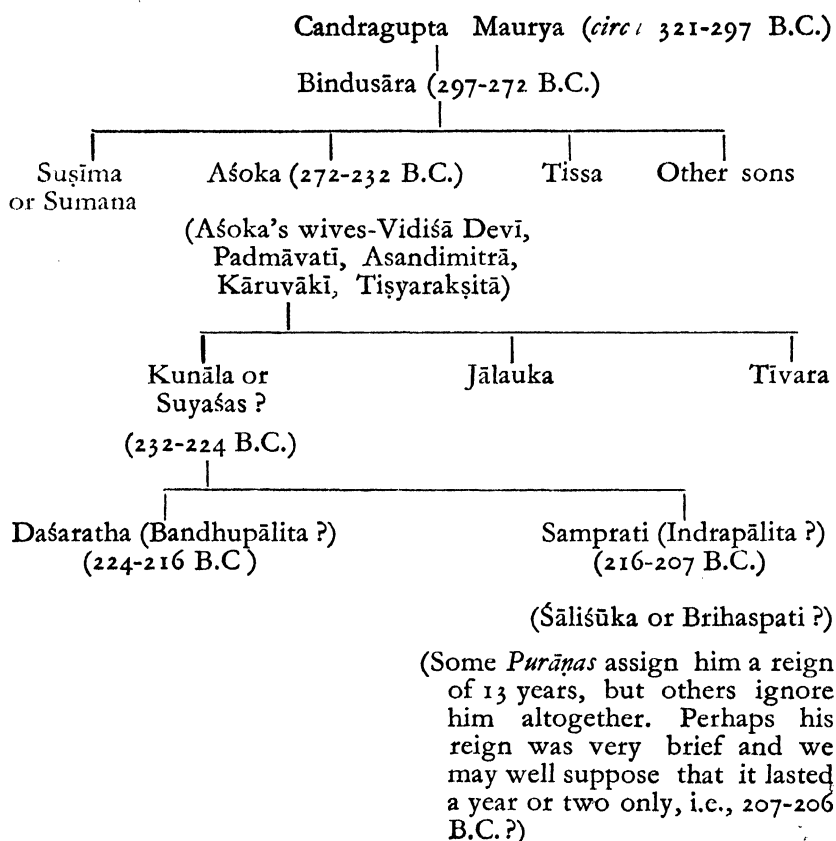 Candragupta Maurya (circ 321-297 B.C.)
Bindusāra (297-272 B.C.)
Suṣīma Aśoka (272-232 B.C.) Tissa Other sons
or Sumana
(Aśoka's wives-Vidiśā Devī,
Padmāvatī, Asandimitrā,
Kāruvākī, Tiṣyarakṣitā)
Kunāla or Jālauka Tīvara
Suyaśas ?
(232-224 B.C.)
Daśaratha (Bandhupālita ?) Samprati (Indrapālita ?)
(224-216 B.C ) (216-207 B.C.)
(Śāliśūka or Brihaspati ?)
(Some Purāṇas assign him a reign
of 13 years, but others ignore
him altogether. Perhaps his
reign was very brief and we
may well suppose that it lasted
a year or two only, i.e., 207-206
B.C. ?)